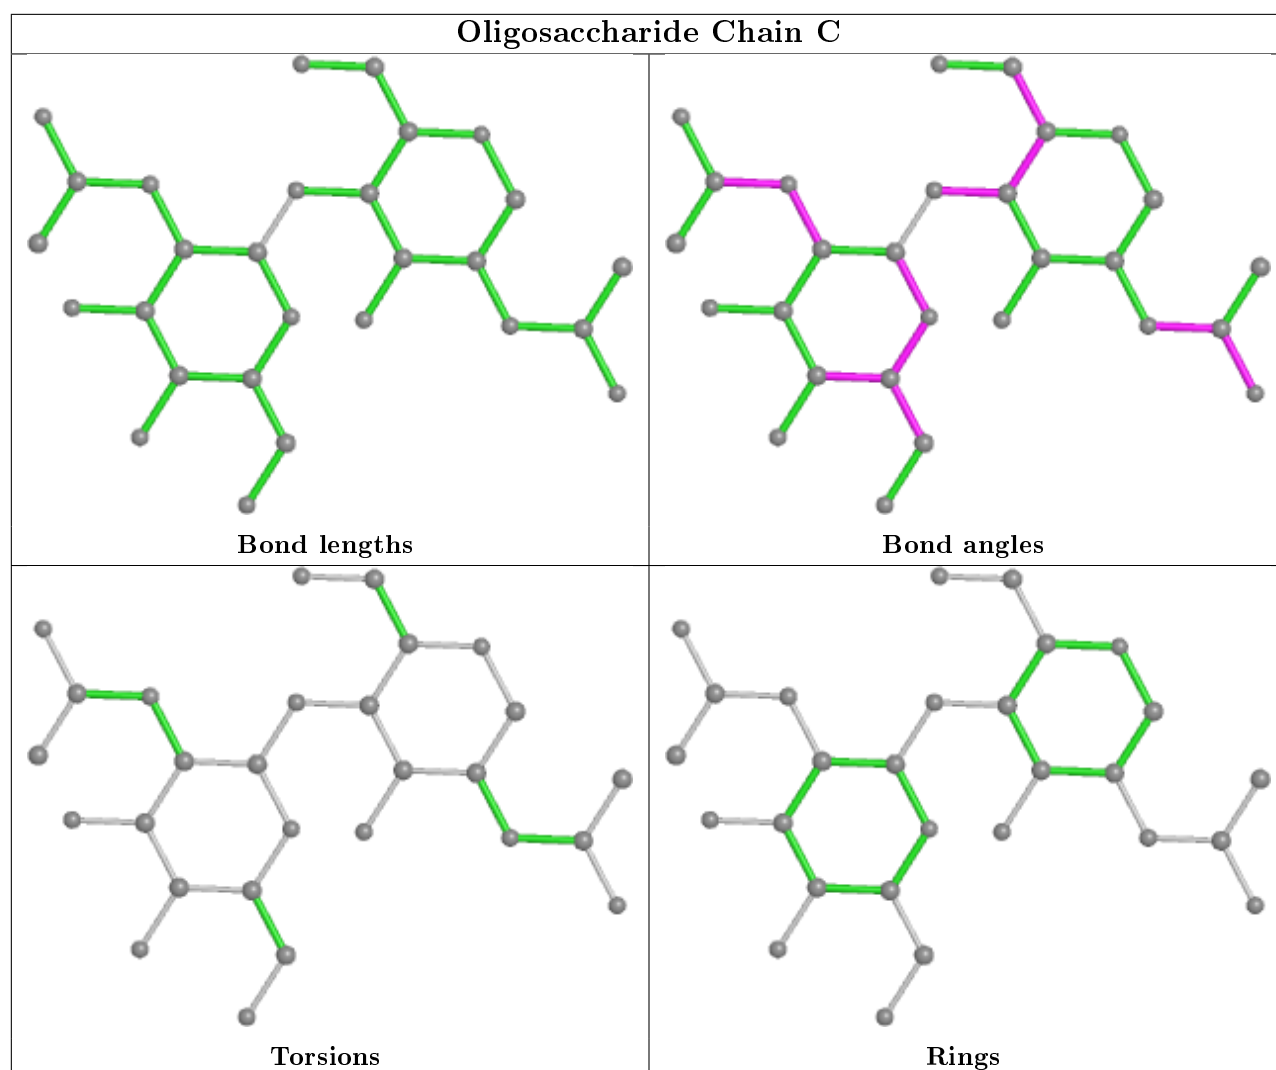 Oligosaccharide Chain C
Bond lengths
Bond angles
Torsions
Rings